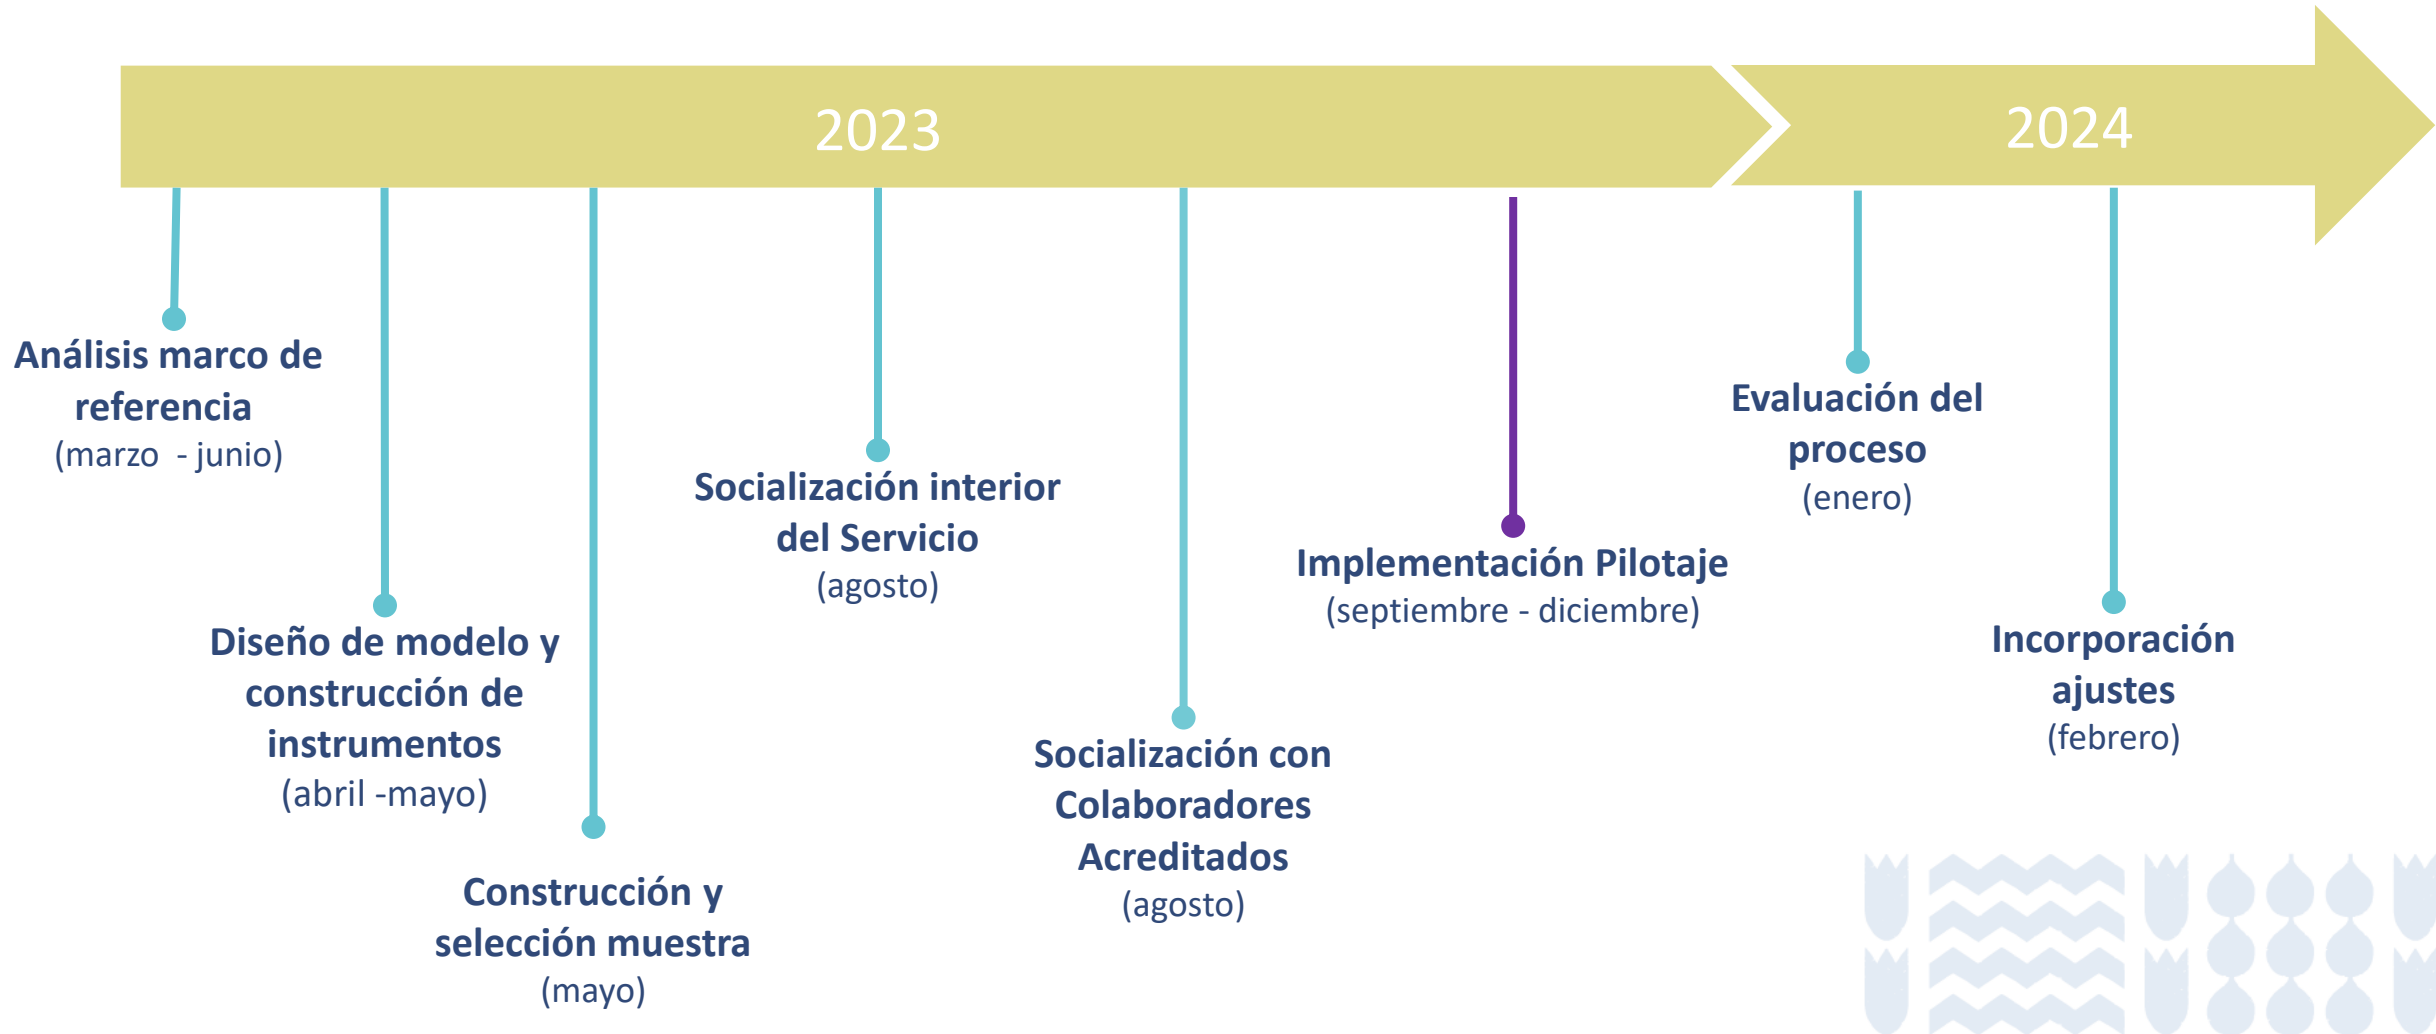 2023
2024
Análisis marco de
referencia
(marzo  - junio)
Diseño de modelo y
construcción de
instrumentos
(abril -mayo)
Construcción y
selección muestra
(mayo)
Socialización interior
del Servicio
(agosto)
Socialización con
Colaboradores
Acreditados
(agosto)
Implementación Pilotaje
(septiembre - diciembre)
Evaluación del
proceso
(enero)
Incorporación
ajustes
(febrero)